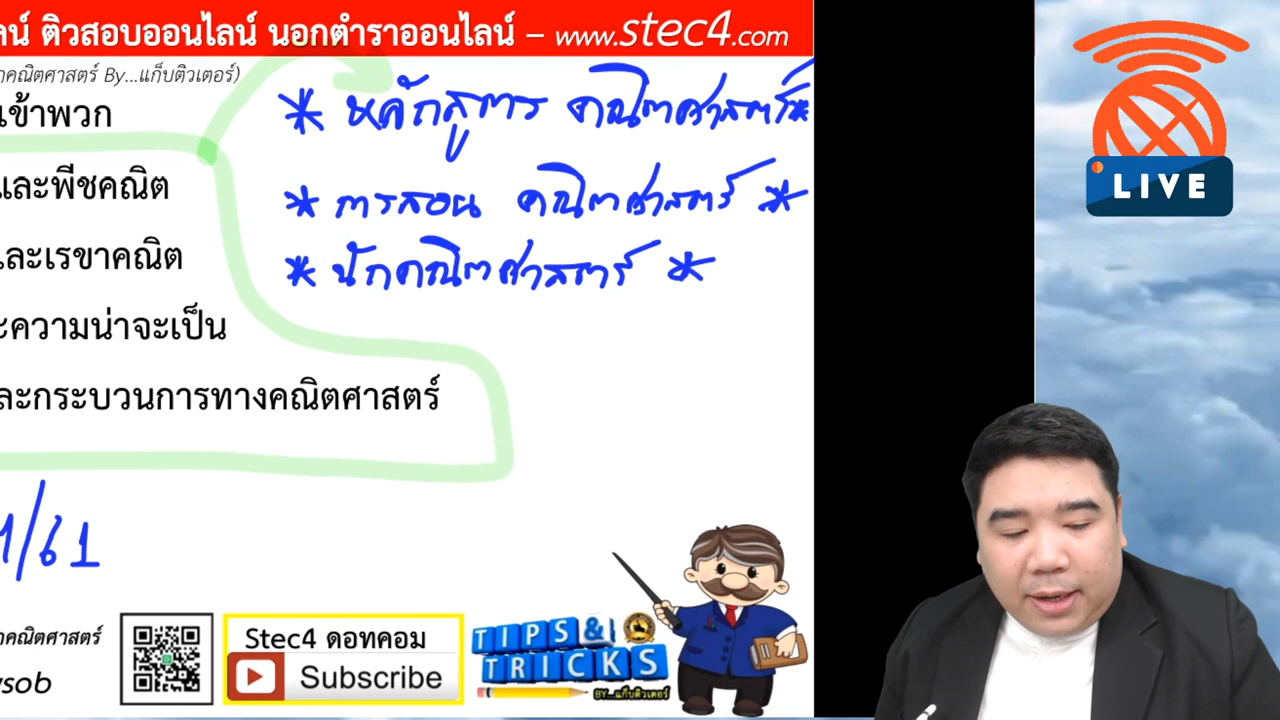 ลน์ ติวสอบออนไลน์ นอกตำราออนไลน์ – www.stec4.com
าคณิตศาสตร์ By...แก็บติวเตอร์)
เข้าพวก
* หลักสูตร คณิตศาสตร์ *
และพีชคณิต
* การสอน คณิตศาสตร์ *
ละเรขาคณิต
* นักคณิตศาสตร์ *
ะความน่าจะเป็น
ละกระบวนการทางคณิตศาสตร์
1/61
LIVE
าคณิตศาสตร์
ysob
Stec4 ดอทคอม
Subscribe
TIPS &
TRICKS
BY...แก็บติวเตอร์